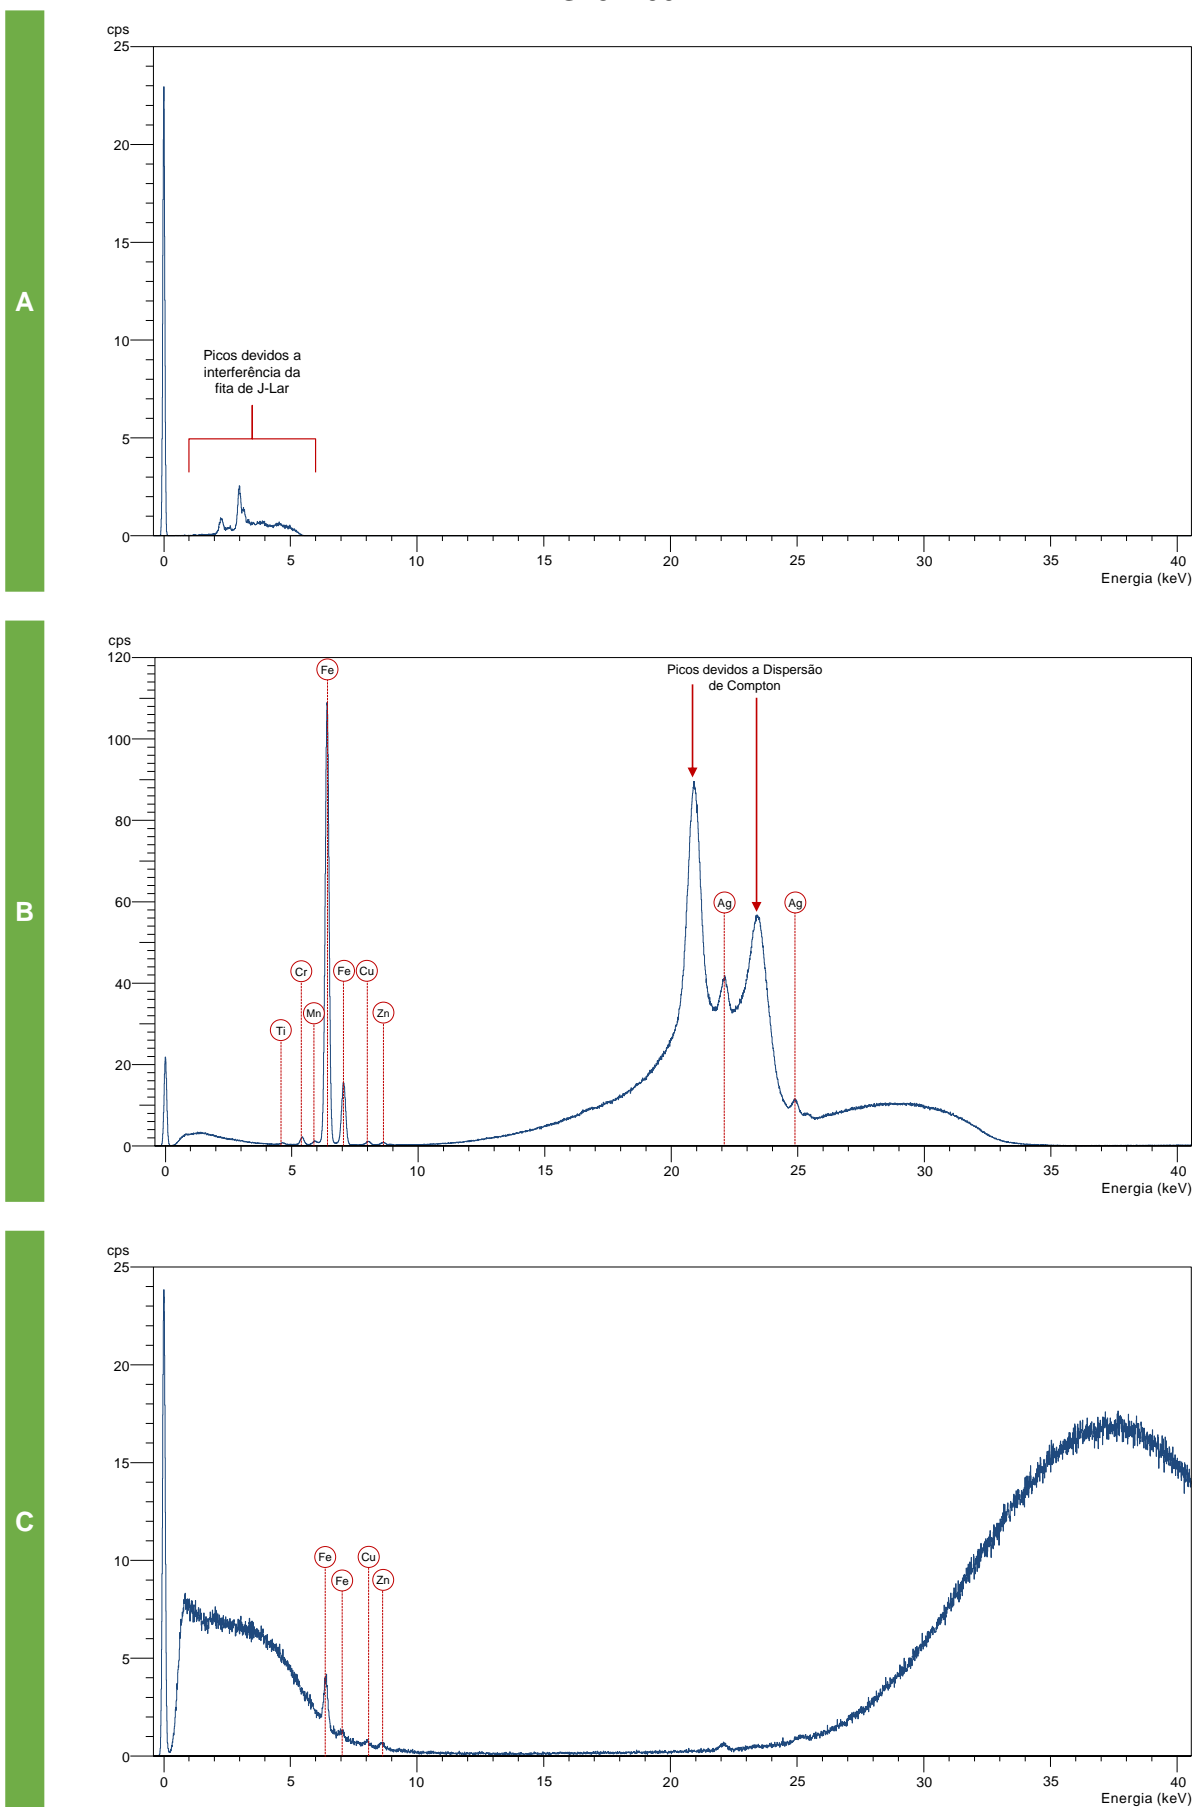 A
cps
25
20
15
10
5
0
Picos devidos a
interferência da
fita de J-Lar
0 5 10 15 20 25 30 35 40
Energia (keV)
B
cps
120
100
80
60
40
20
0
Fe
Picos devidos a Dispersão
de Compton
Ag Ag
Cr Fe Cu
Mn Zn
Ti
0 5 10 15 20 25 30 35 40
Energia (keV)
C
cps
25
20
15
10
5
0
Fe Cu
Fe Zn
0 5 10 15 20 25 30 35 40
Energia (keV)